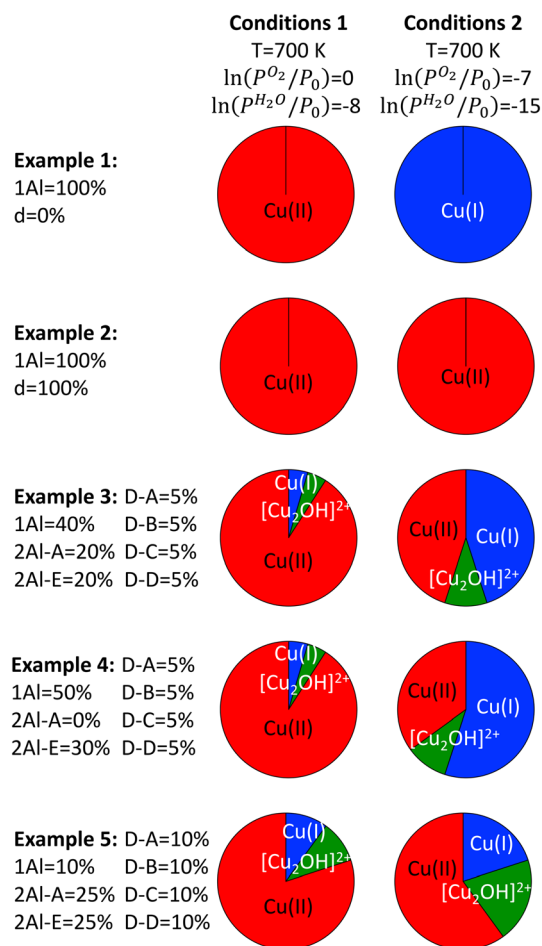 Conditions 1
T=700 K
ln(P^{O₂}/P₀)=0
ln(P^{H₂O}/P₀)=-8
Conditions 2
T=700 K
ln(P^{O₂}/P₀)=-7
ln(P^{H₂O}/P₀)=-15
Example 1:
1Al=100%
d=0%
Cu(II)
Cu(I)
Example 2:
1Al=100%
d=100%
Cu(II)
Cu(II)
Example 3: D-A=5%
1Al=40% D-B=5%
2Al-A=20% D-C=5%
2Al-E=20% D-D=5%
Cu(I)
[Cu₂OH]²⁺
Cu(II)
Cu(II)
Cu(I)
[Cu₂OH]²⁺
Example 4: D-A=5%
1Al=50% D-B=5%
2Al-A=0% D-C=5%
2Al-E=30% D-D=5%
Cu(I)
[Cu₂OH]²⁺
Cu(II)
Cu(II)
Cu(I)
[Cu₂OH]²⁺
Example 5: D-A=10%
1Al=10% D-B=10%
2Al-A=25% D-C=10%
2Al-E=25% D-D=10%
Cu(I)
[Cu₂OH]²⁺
Cu(II)
Cu(I)
Cu(II)
[Cu₂OH]²⁺